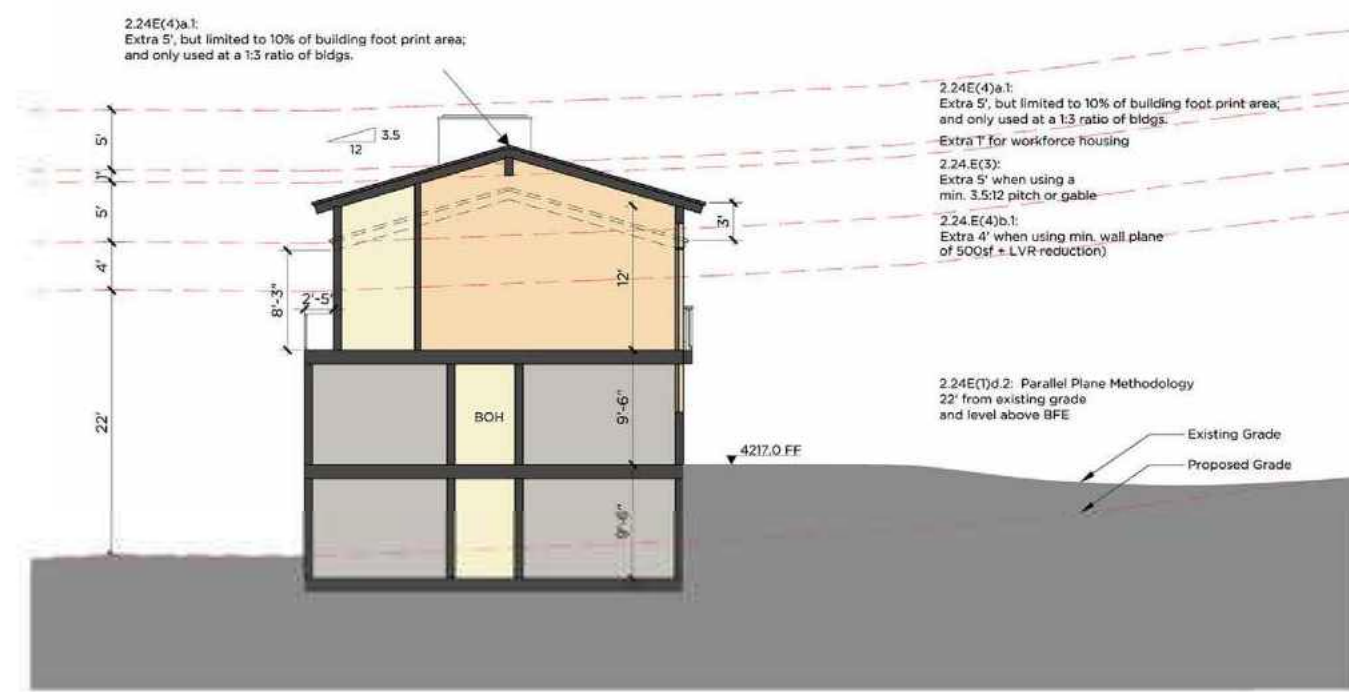 2.24E(4)a.1:
Extra 5', but limited to 10% of building foot print area;
and only used at a 1:3 ratio of bldgs.
2.24E(4)a.1:
Extra 5', but limited to 10% of building foot print area;
and only used at a 1:3 ratio of bldgs.
Extra 1' for workforce housing
2.24.E(3):
Extra 5' when using a
min. 3.5:12 pitch or gable
2.24.E(4)b.1:
Extra 4' when using min. wall plane
of 500sf + LVR reduction)
5'
1'
5'
4'
22'
3.5
12
3'
8'-3"
2'-5"
12'
BOH
9'-6"
9'-6"
4217.0 FF
2.24E(1)d.2: Parallel Plane Methodology
22' from existing grade
and level above BFE
Existing Grade
Proposed Grade